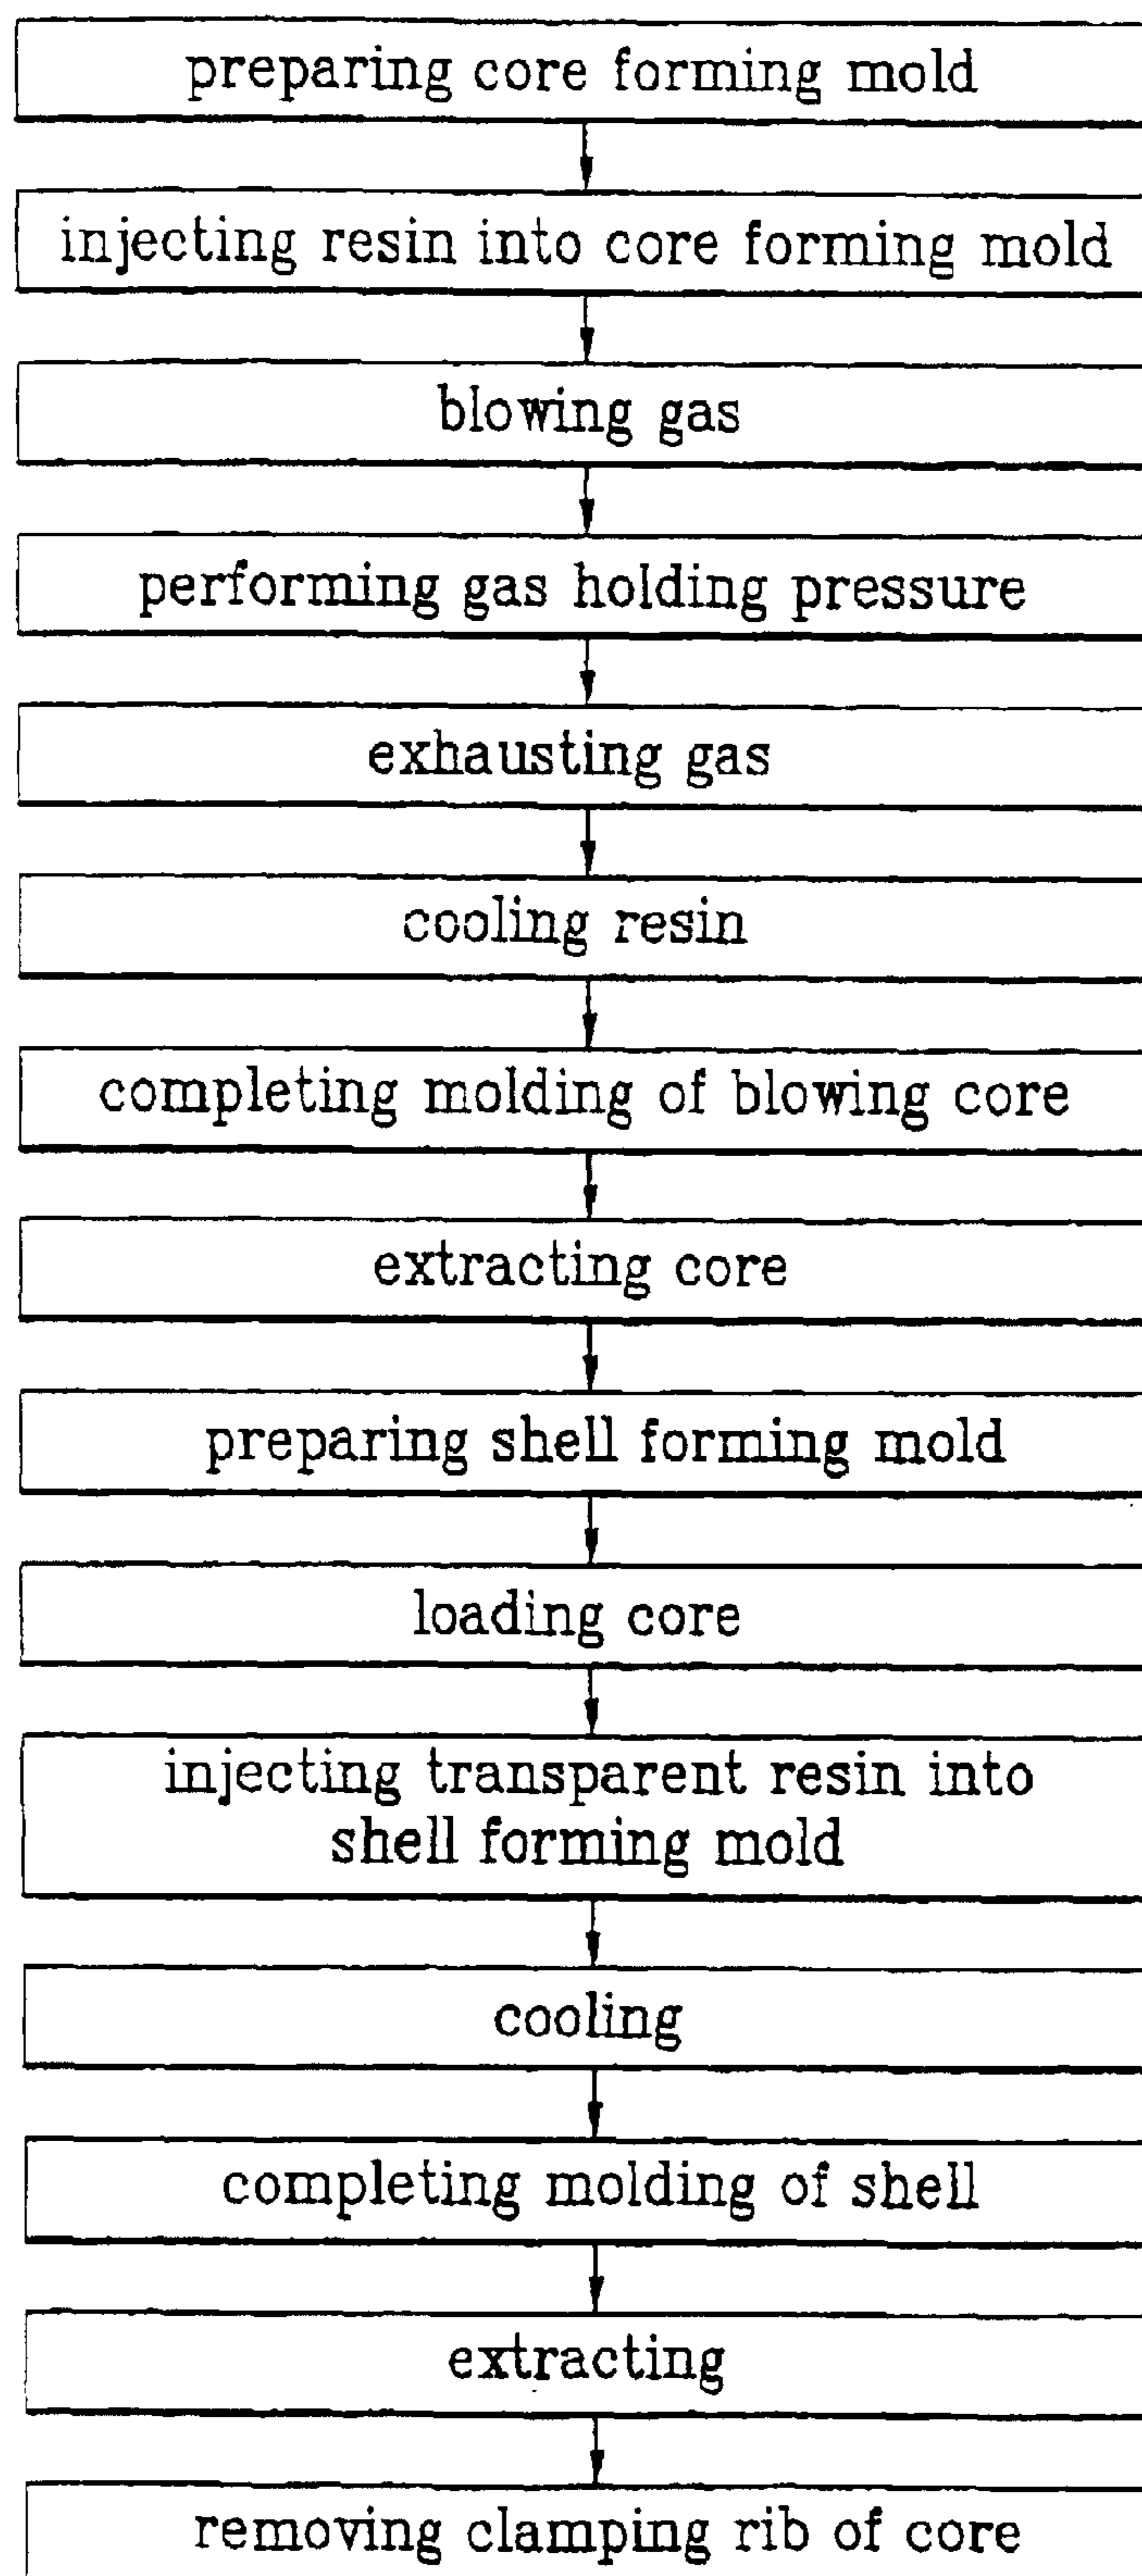 preparing core forming mold
injecting resin into core forming mold
blowing gas
performing gas holding pressure
exhausting gas
cooling resin
completing molding of blowing core
extracting core
preparing shell forming mold
loading core
injecting transparent resin into
shell forming mold
cooling
completing molding of shell
extracting
removing clamping rib of core